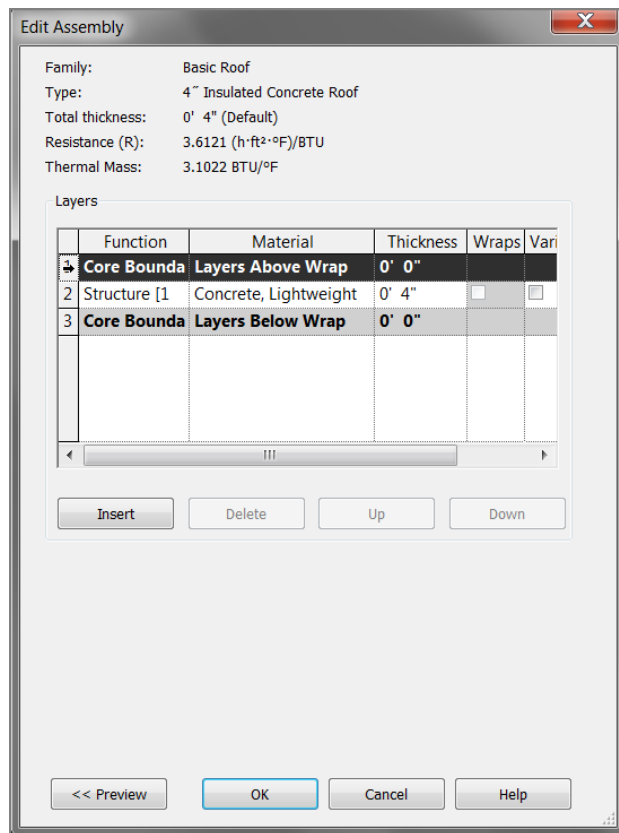 Edit Assembly
Family: Basic Roof
Type: 4˝ Insulated Concrete Roof
Total thickness: 0' 4" (Default)
Resistance (R): 3.6121 (h·ft²·°F)/BTU
Thermal Mass: 3.1022 BTU/°F
Layers
Function Material Thickness Wraps Vari
1 Core Bounda Layers Above Wrap 0' 0"
2 Structure [1 Concrete, Lightweight 0' 4"
3 Core Bounda Layers Below Wrap 0' 0"
Insert Delete Up Down
<< Preview OK Cancel Help